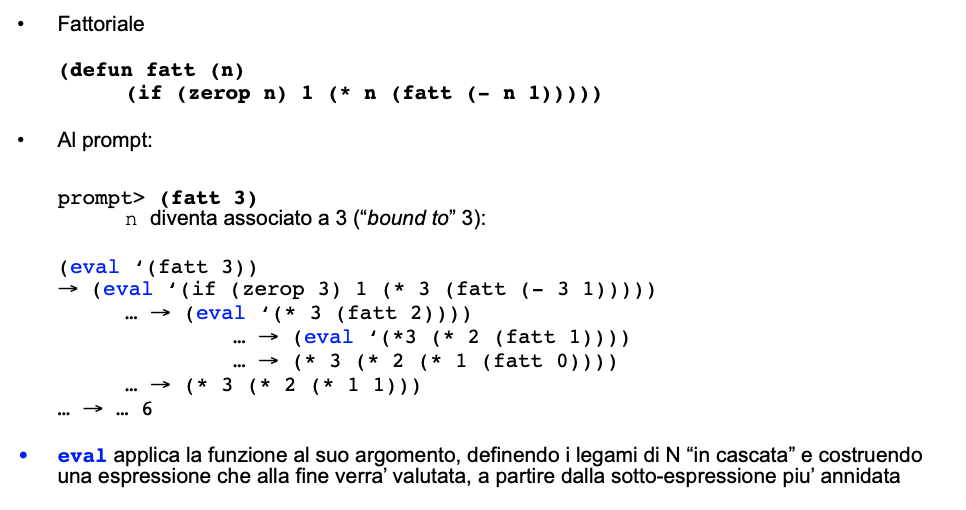 • Fattoriale
(defun fatt (n)
(if (zerop n) 1 (* n (fatt (- n 1)))))
• Al prompt:
prompt> (fatt 3)
n diventa associato a 3 (“bound to” 3):
(eval ‘(fatt 3))
→ (eval ‘(if (zerop 3) 1 (* 3 (fatt (- 3 1)))))
… → (eval ‘(* 3 (fatt 2))))
… → (eval ‘(*3 (* 2 (fatt 1))))
… → (* 3 (* 2 (* 1 (fatt 0))))
… → (* 3 (* 2 (* 1 1)))
… → … 6
• eval applica la funzione al suo argomento, definendo i legami di N “in cascata” e costruendo
una espressione che alla fine verra’ valutata, a partire dalla sotto-espressione piu’ annidata